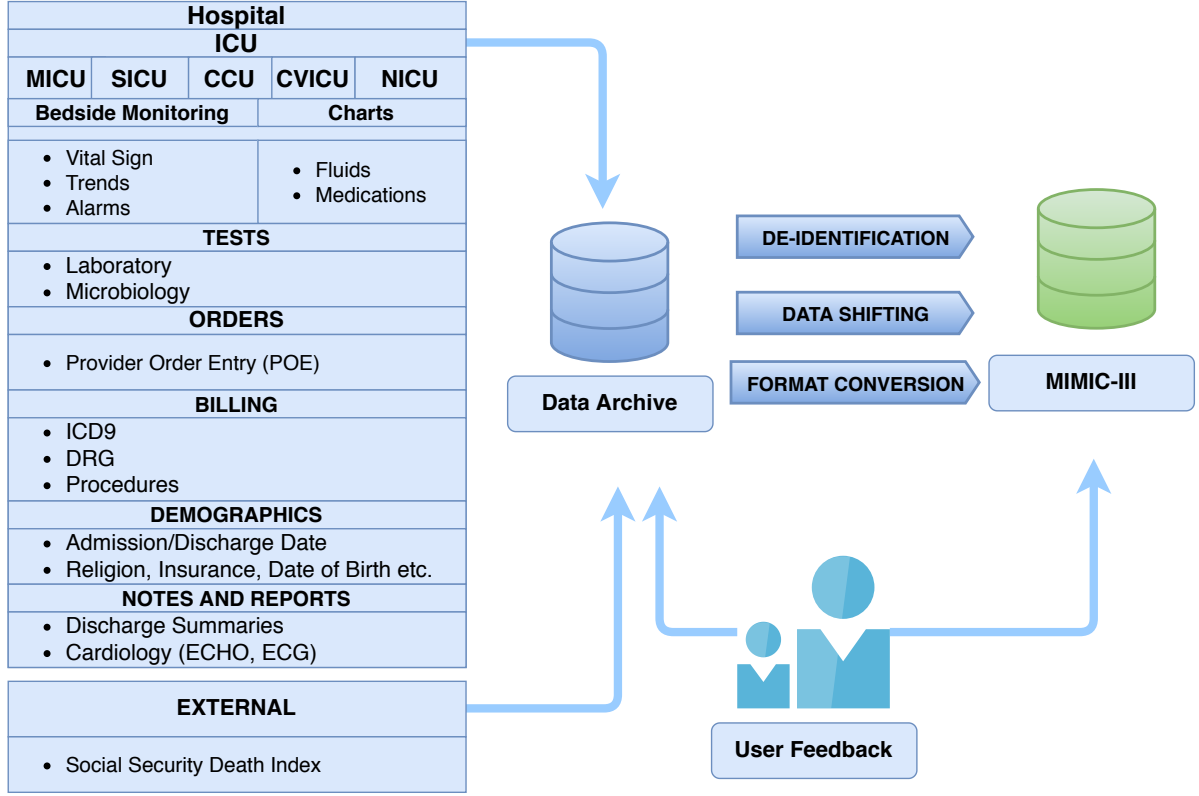 Hospital
ICU
MICU SICU CCU CVICU NICU
Bedside Monitoring Charts
• Vital Sign
• Trends
• Alarms
• Fluids
• Medications
TESTS
• Laboratory
• Microbiology
ORDERS
• Provider Order Entry (POE)
BILLING
• ICD9
• DRG
• Procedures
DEMOGRAPHICS
• Admission/Discharge Date
• Religion, Insurance, Date of Birth etc.
NOTES AND REPORTS
• Discharge Summaries
• Cardiology (ECHO, ECG)
EXTERNAL
• Social Security Death Index
Data Archive
DE-IDENTIFICATION
DATA SHIFTING
FORMAT CONVERSION
MIMIC-III
User Feedback